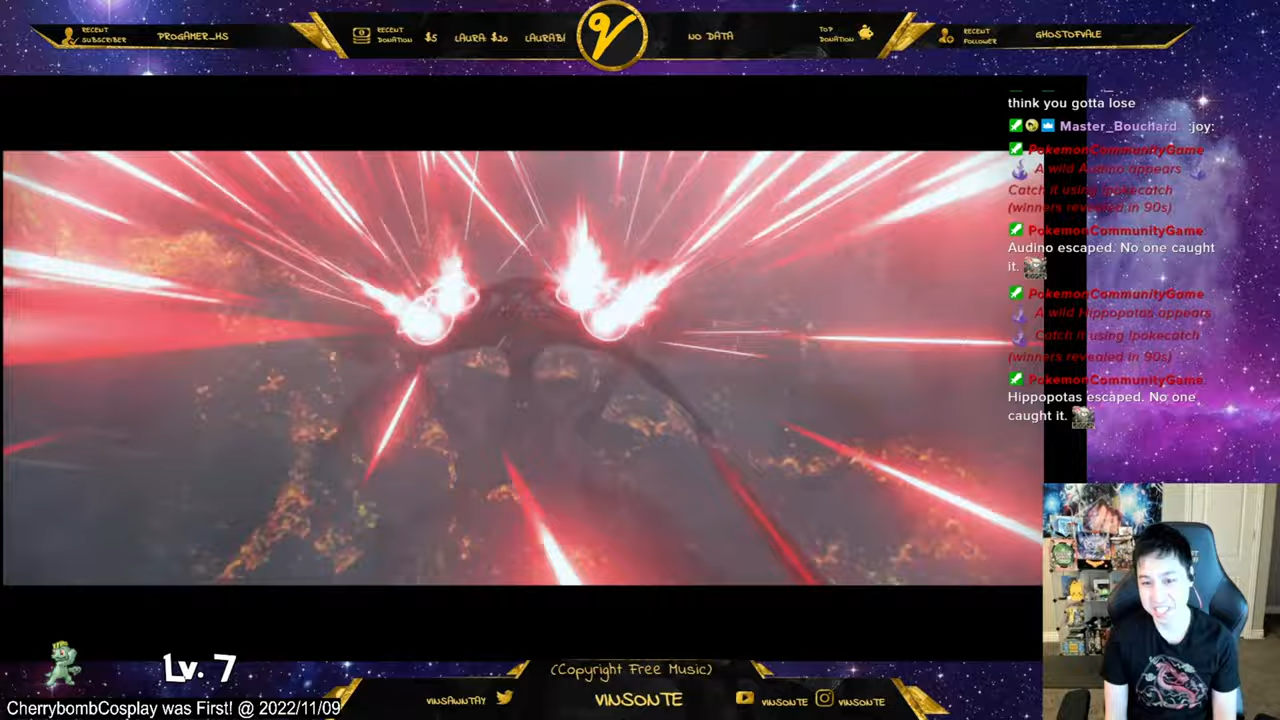 RECENT
SUBSCRIBER
PROGAMER_HS
RECENT
DONATION
$5 LAURA: $20 LAURABI
NO DATA
TOP
DONATION
RECENT
FOLLOWER
GHOSTOFVALE
think you gotta lose
Master_Bouchard :joy:
PokemonCommunityGame
A wild Audino appears
Catch it using !pokecatch
(winners revealed in 90s)
PokemonCommunityGame
Audino escaped. No one caught
it.
PokemonCommunityGame
A wild Hippopotas appears
Catch it using !pokecatch
(winners revealed in 90s)
PokemonCommunityGame
Hippopotas escaped. No one
caught it.
Lv. 7
CherrybombCosplay was First! @ 2022/11/09
(Copyright Free Music)
VINSAWNTAY
VINSONTE
VINSONTE
VINSONTE